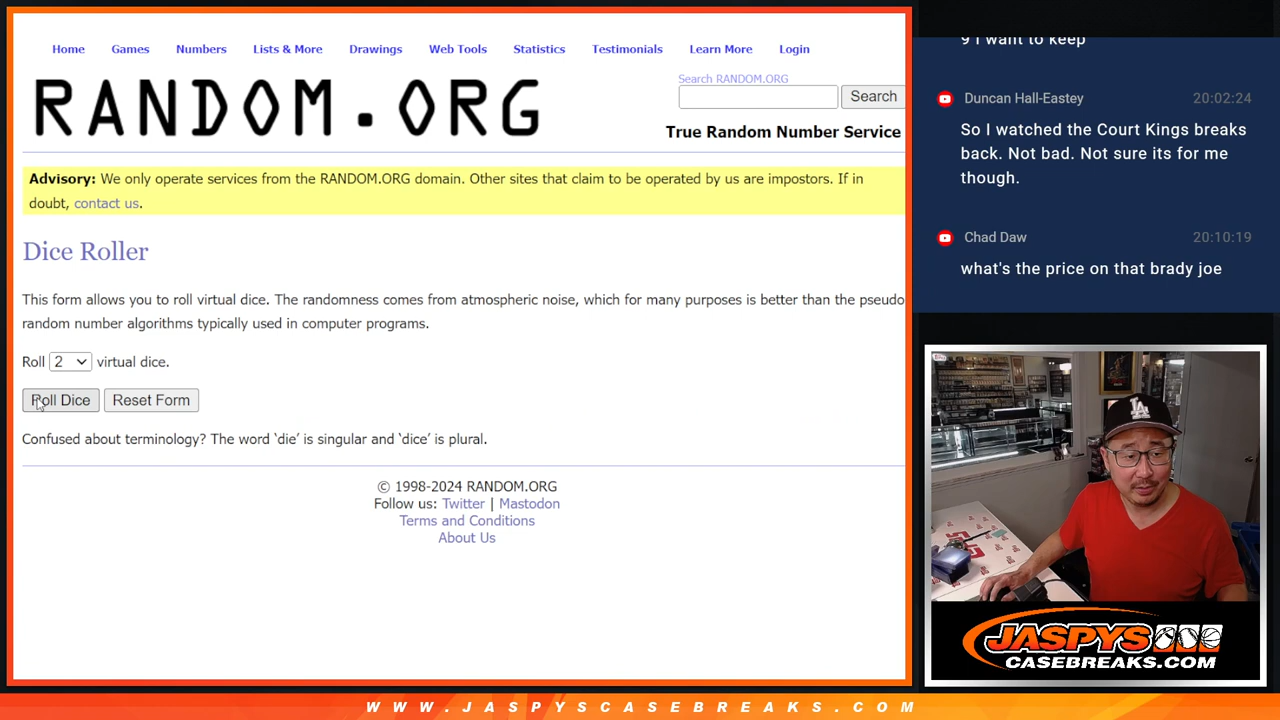 Home Games Numbers Lists & More Drawings Web Tools Statistics Testimonials Learn More Login
RANDOM.ORG
Search RANDOM.ORG
Search
True Random Number Service
Advisory: We only operate services from the RANDOM.ORG domain. Other sites that claim to be operated by us are impostors. If in
doubt, contact us.
Dice Roller
This form allows you to roll virtual dice. The randomness comes from atmospheric noise, which for many purposes is better than the pseudo
random number algorithms typically used in computer programs.
Roll 2 virtual dice.
Roll Dice Reset Form
Confused about terminology? The word ‘die’ is singular and ‘dice’ is plural.
© 1998-2024 RANDOM.ORG
Follow us: Twitter | Mastodon
Terms and Conditions
About Us
9 I want to keep
Duncan Hall-Eastey 20:02:24
So I watched the Court Kings breaks
back. Not bad. Not sure its for me
though.
Chad Daw 20:10:19
what's the price on that brady joe
LA
JASPYS
CASEBREAKS.COM
WWW.JASPYSCASEBREAKS.COM